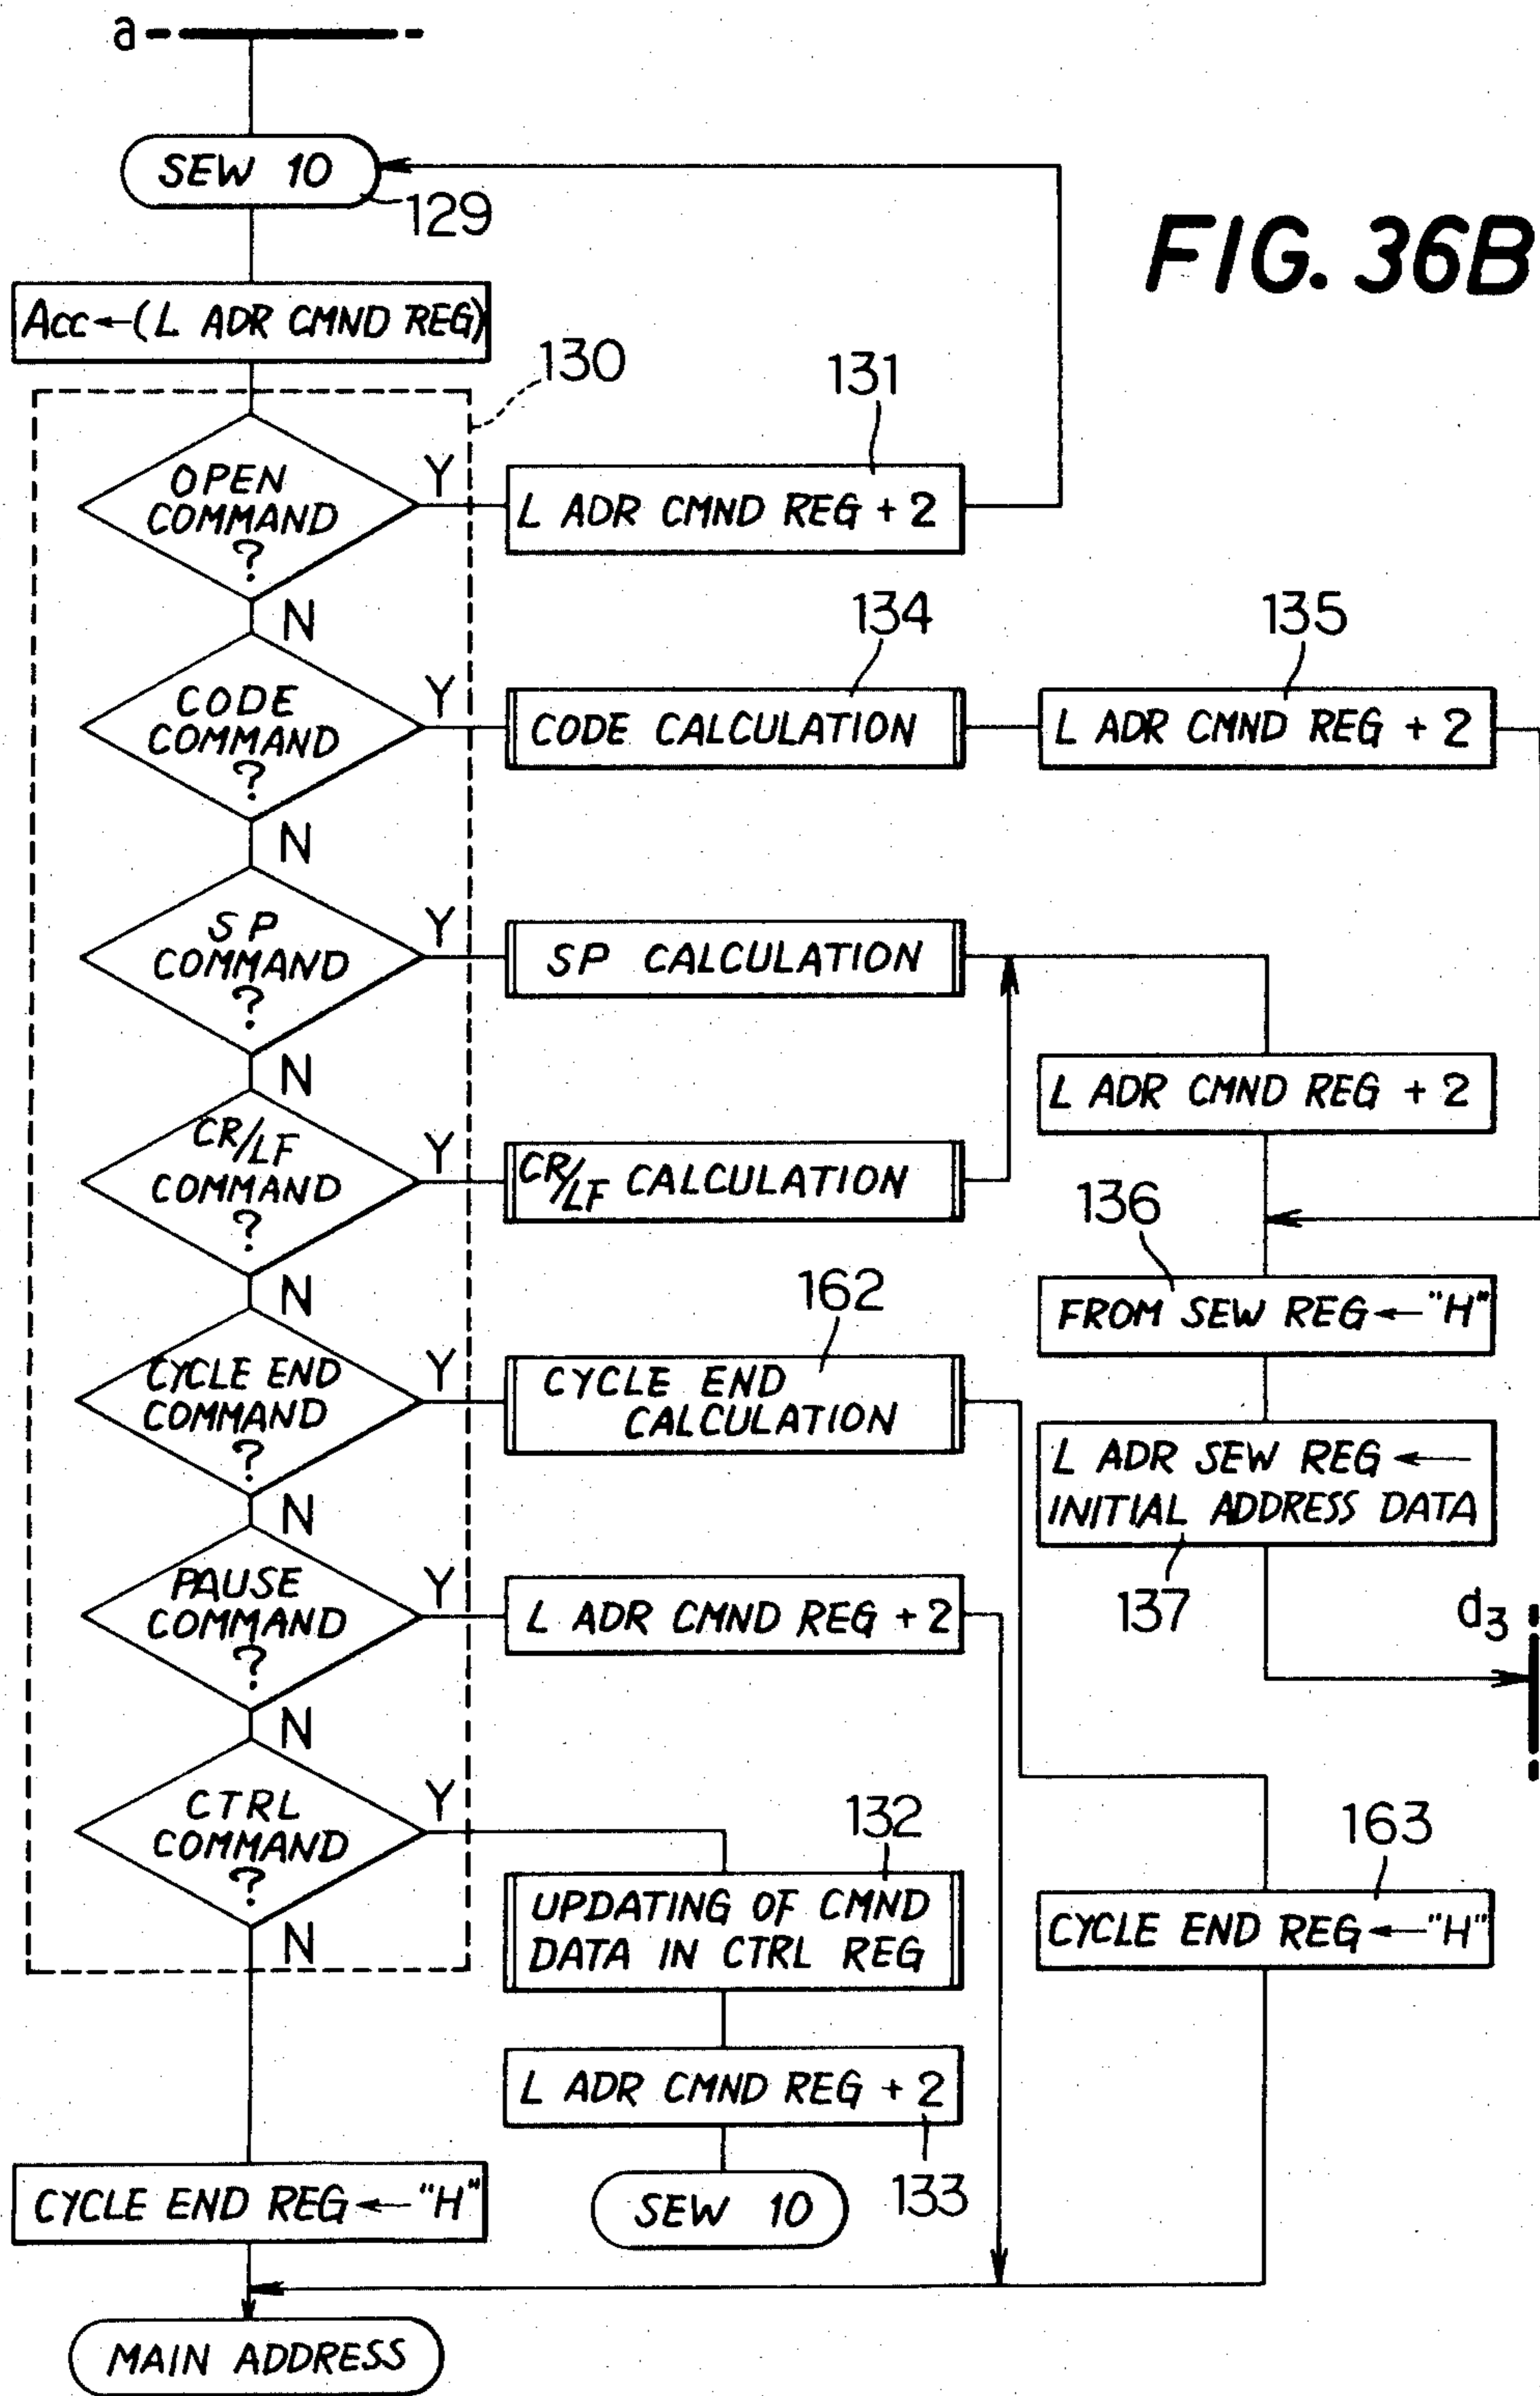 a
SEW 10
129
FIG. 36B
Acc←(L ADR CMND REG)
130
131
OPEN
COMMAND
?
Y
L ADR CMND REG + 2
N
134
135
CODE
COMMAND
?
Y
CODE CALCULATION
L ADR CMND REG + 2
N
SP
COMMAND
?
Y
SP CALCULATION
N
L ADR CMND REG + 2
CR/LF
COMMAND
?
Y
CR/LF CALCULATION
136
N
162
FROM SEW REG←"H"
CYCLE END
COMMAND
?
Y
CYCLE END
CALCULATION
L ADR SEW REG←
INITIAL ADDRESS DATA
137
N
PAUSE
COMMAND
?
Y
L ADR CMND REG + 2
d3
N
CTRL
COMMAND
?
Y
132
163
UPDATING OF CMND
DATA IN CTRL REG
CYCLE END REG←"H"
N
L ADR CMND REG + 2
133
CYCLE END REG←"H"
SEW 10
MAIN ADDRESS